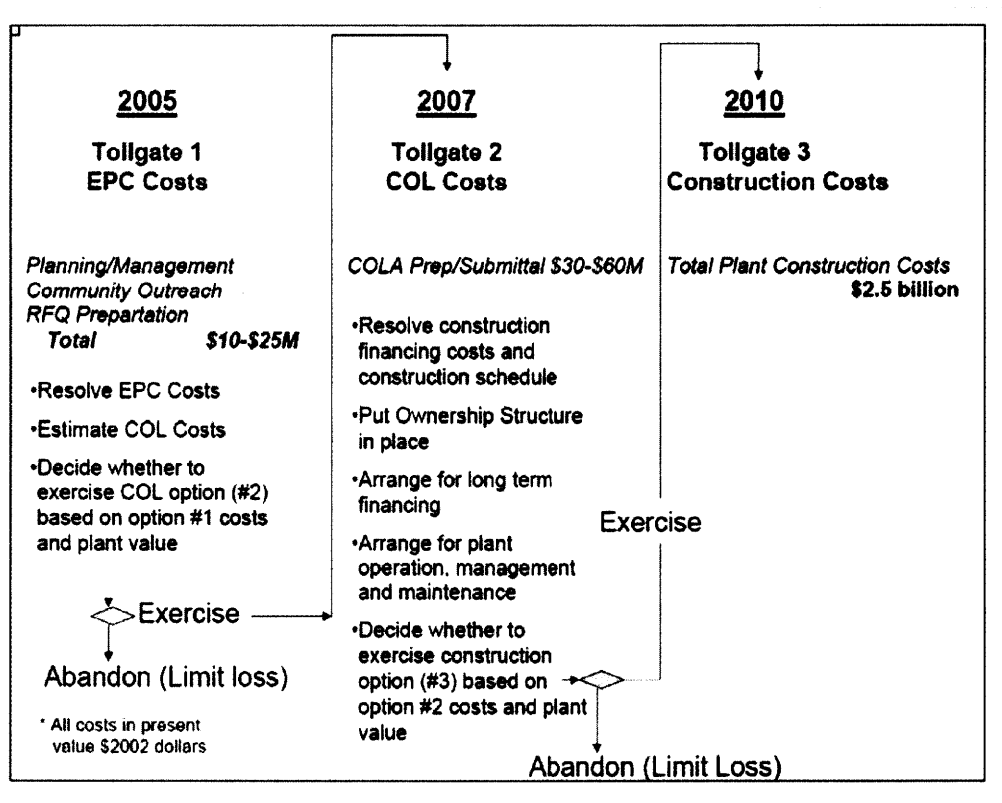 2005
Tollgate 1
EPC Costs
Planning/Management
Community Outreach
RFQ Prepartation
Total $10-$25M
•Resolve EPC Costs
•Estimate COL Costs
•Decide whether to
exercise COL option (#2)
based on option #1 costs
and plant value
Exercise
Abandon (Limit loss)
* All costs in present
value $2002 dollars
2007
Tollgate 2
COL Costs
COLA Prep/Submittal $30-$60M
•Resolve construction
financing costs and
construction schedule
•Put Ownership Structure
in place
•Arrange for long term
financing
•Arrange for plant
operation, management
and maintenance
•Decide whether to
exercise construction
option (#3) based on
option #2 costs and plant
value
Exercise
Abandon (Limit Loss)
2010
Tollgate 3
Construction Costs
Total Plant Construction Costs
$2.5 billion